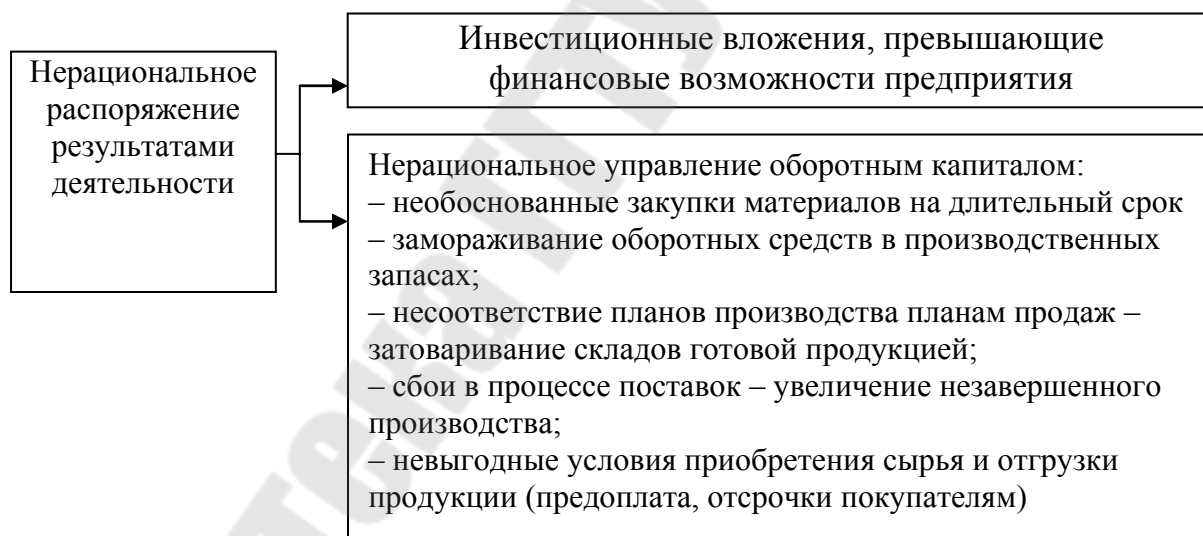 Нерациональное
распоряжение
результатами
деятельности
Инвестиционные вложения, превышающие
финансовые возможности предприятия
Нерациональное управление оборотным капиталом:
– необоснованные закупки материалов на длительный срок
– замораживание оборотных средств в производственных
запасах;
– несоответствие планов производства планам продаж –
затоваривание складов готовой продукцией;
– сбои в процессе поставок – увеличение незавершенного
производства;
– невыгодные условия приобретения сырья и отгрузки
продукции (предоплата, отсрочки покупателям)